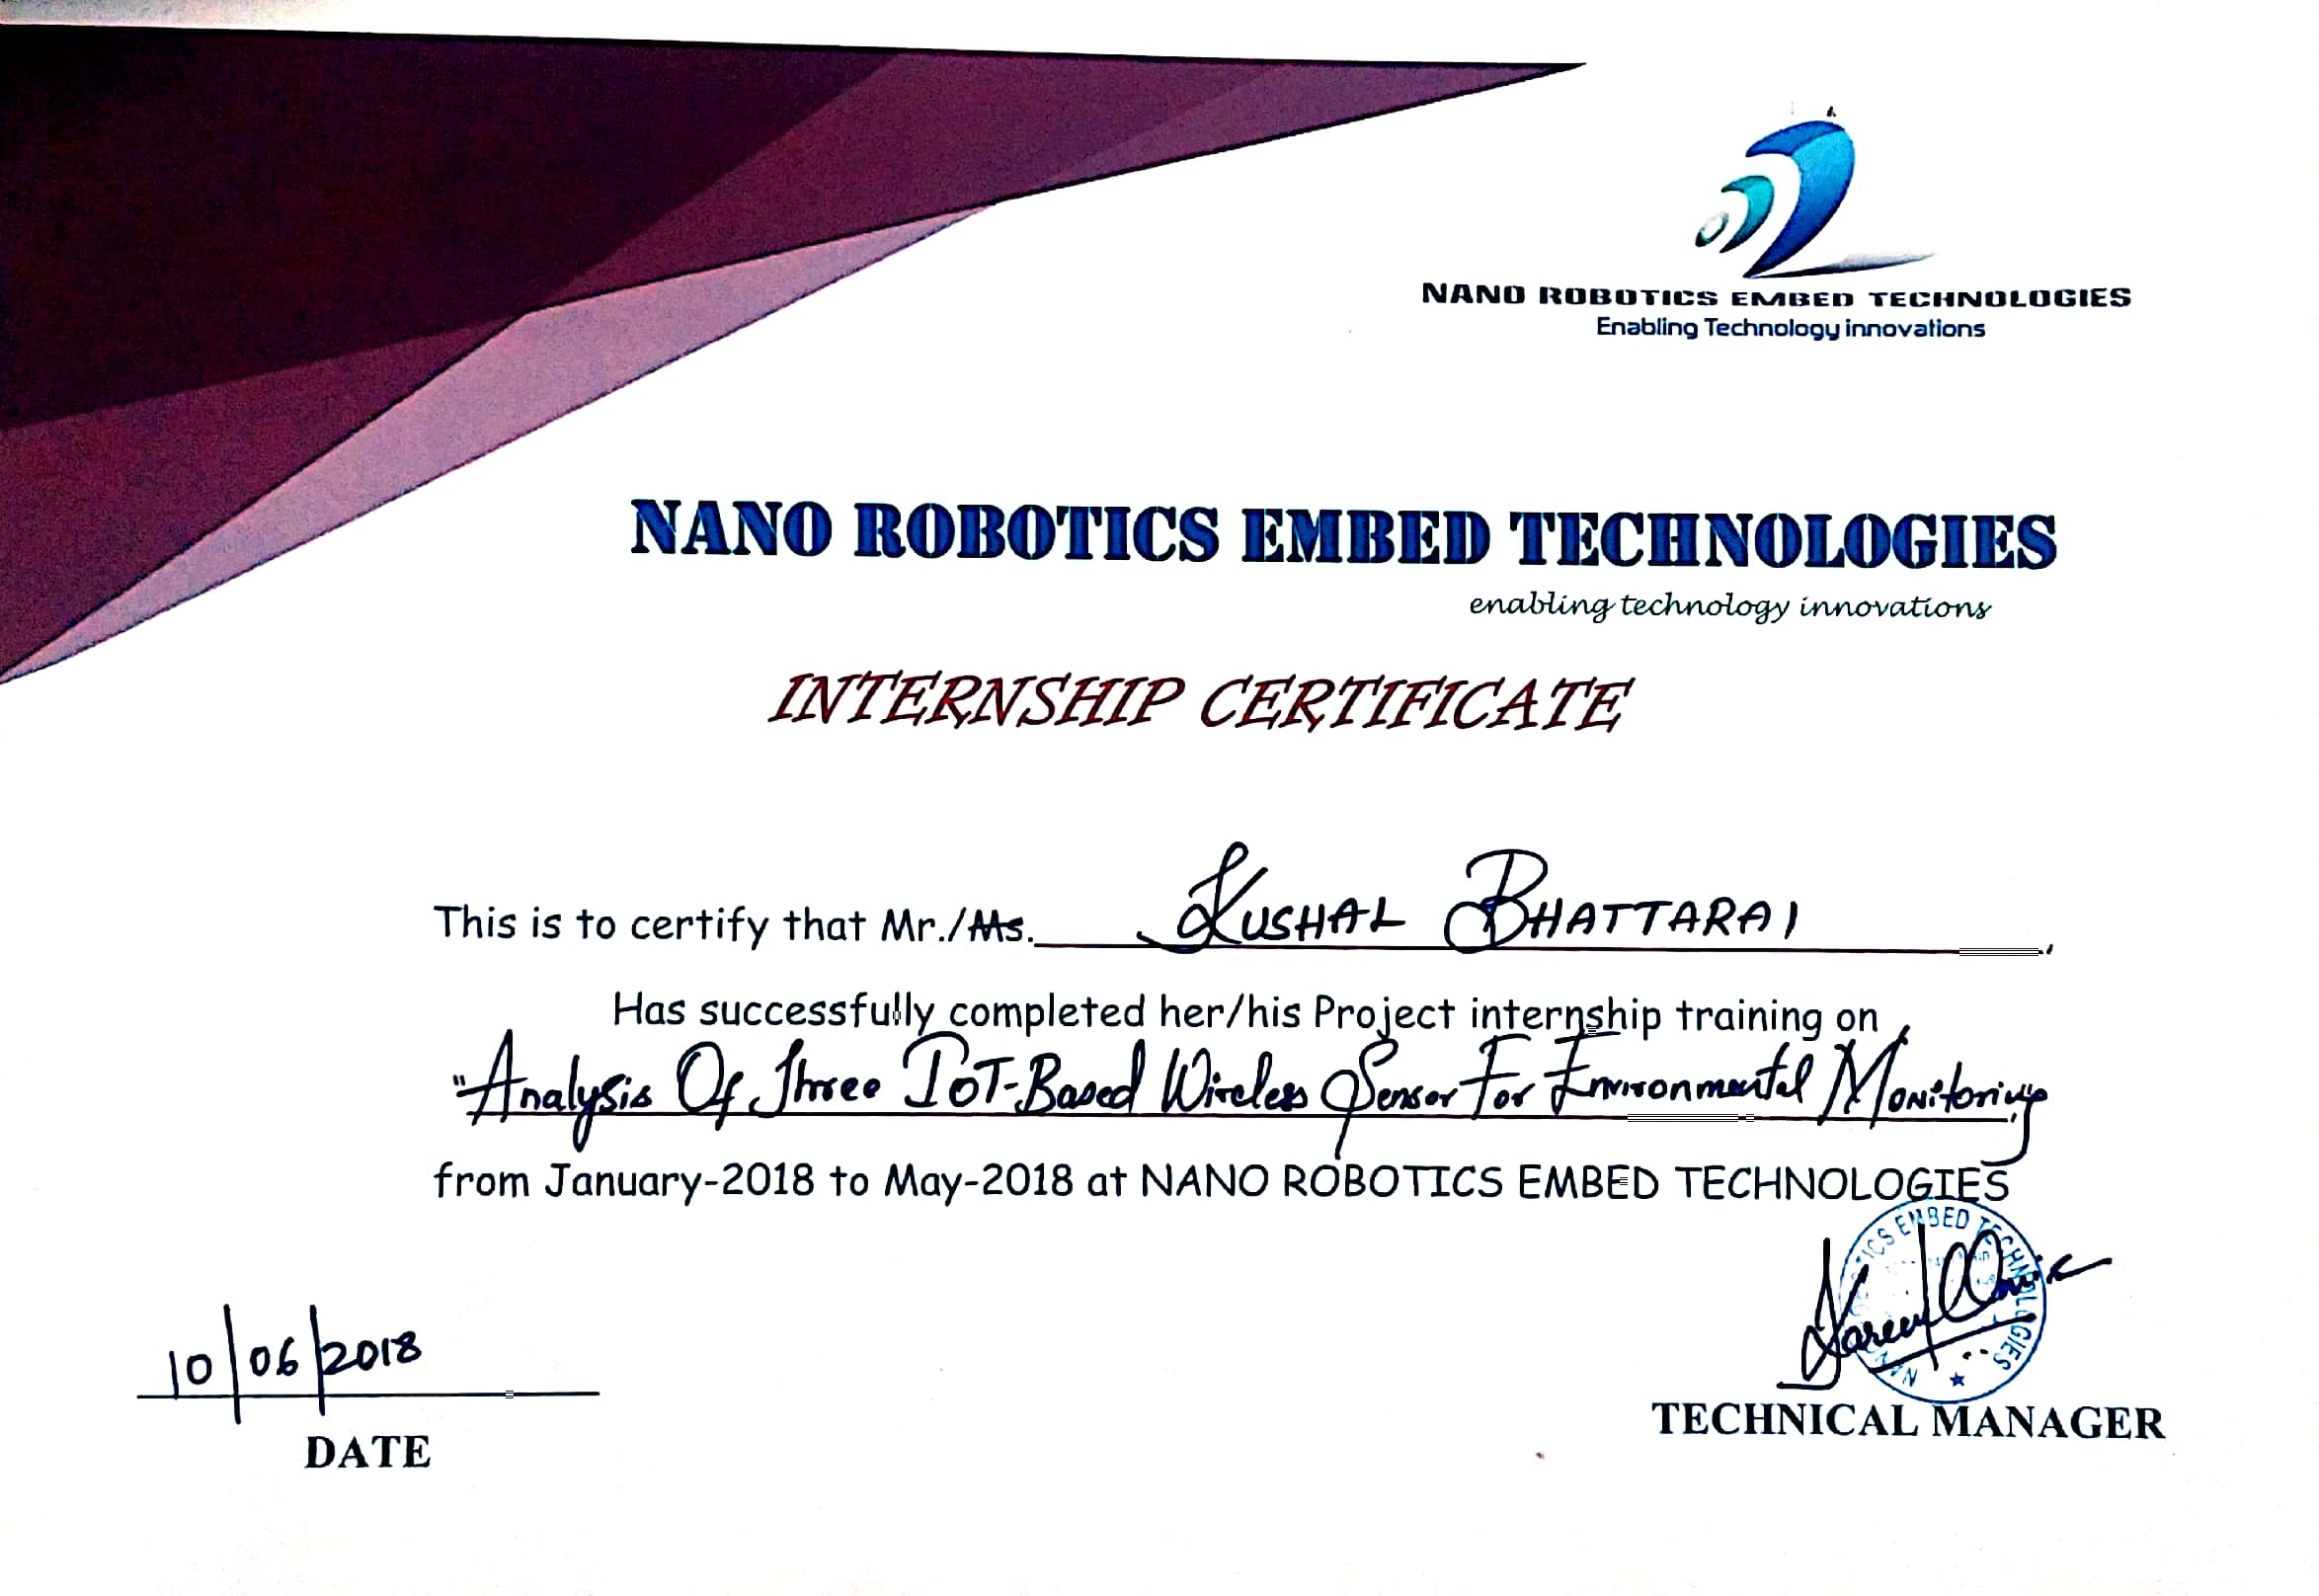 NANO ROBOTICS EMBED TECHNOLOGIES
Enabling Technology innovations
NANO ROBOTICS EMBED TECHNOLOGIES
enabling technology innovations
INTERNSHIP CERTIFICATE
This is to certify that Mr./Ms. KUSHAL BHATTARAI
Has successfully completed her/his Project internship training on
"Analysis Of Three IoT-Based Wireless Sensor For Environmental Monitoring"
from January-2018 to May-2018 at NANO ROBOTICS EMBED TECHNOLOGIES
EMBED TECHNOLOGIES
10/06/2018
DATE
TECHNICAL MANAGER